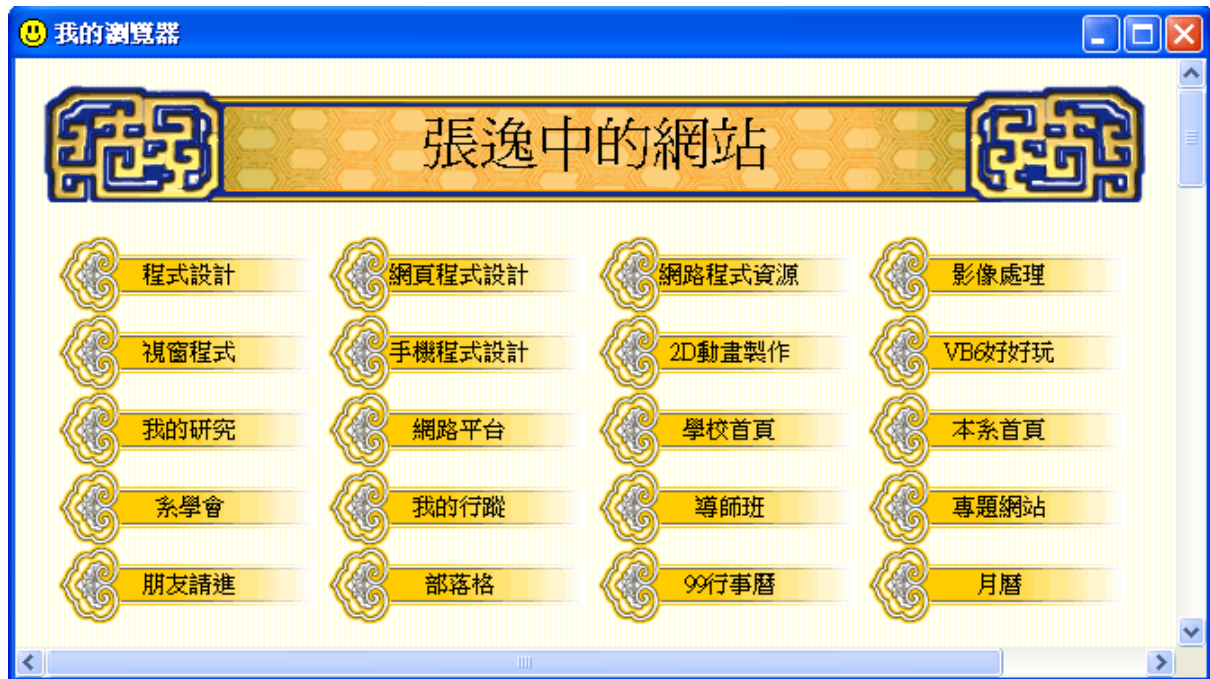 我的瀏覽器
張逸中的網站
程式設計 網頁程式設計 網路程式資源 影像處理
視窗程式 手機程式設計 2D動畫製作 VB6好好玩
我的研究 網路平台 學校首頁 本系首頁
系學會 我的行蹤 導師班 專題網站
朋友請進 部落格 99行事曆 月曆